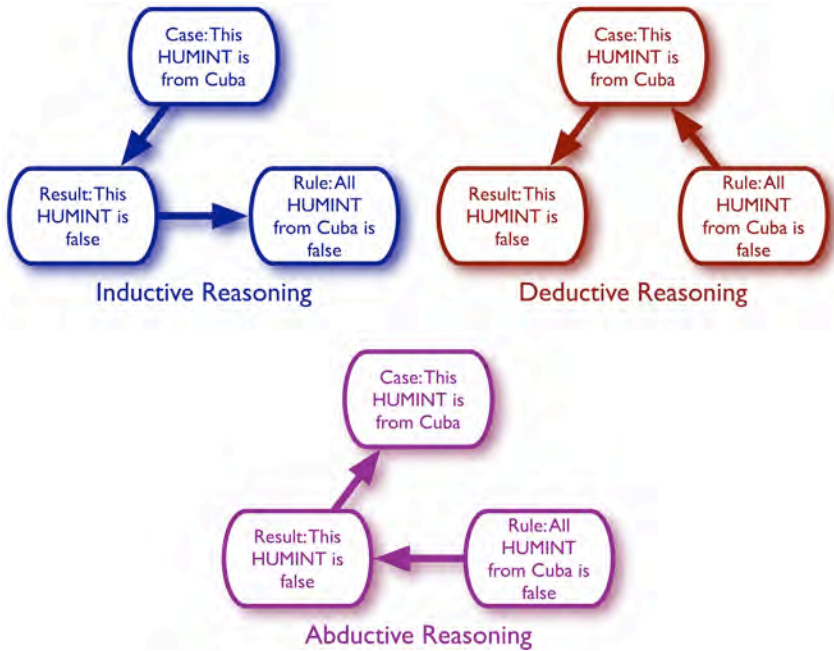 Case: This
HUMINT is
from Cuba
Result: This
HUMINT is
false
Rule: All
HUMINT
from Cuba is
false
Inductive Reasoning
Case: This
HUMINT is
from Cuba
Result: This
HUMINT is
false
Rule: All
HUMINT
from Cuba is
false
Deductive Reasoning
Case: This
HUMINT is
from Cuba
Result: This
HUMINT is
false
Rule: All
HUMINT
from Cuba is
false
Abductive Reasoning